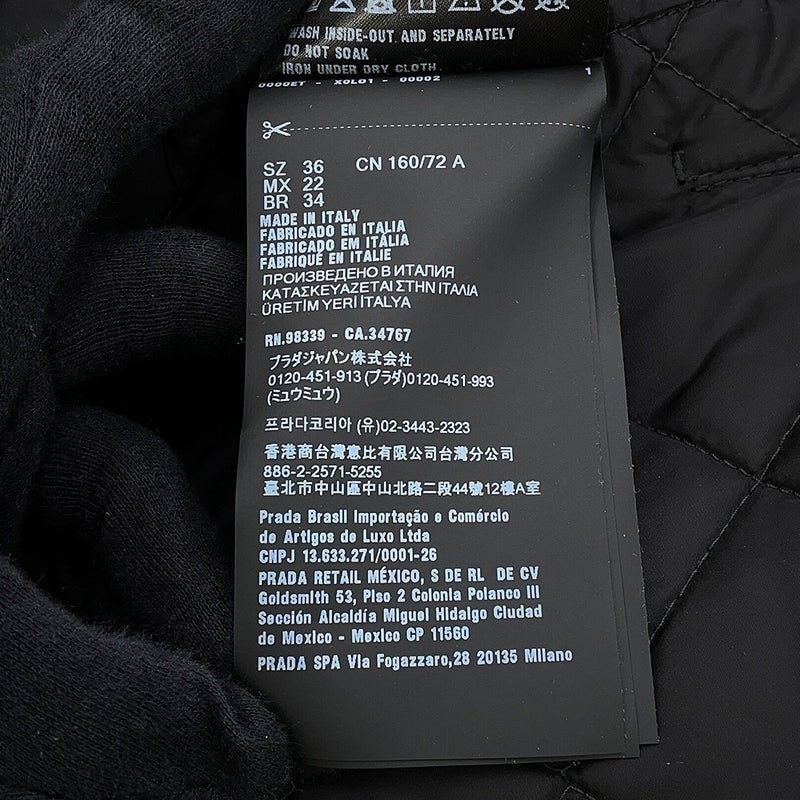 WASH INSIDE-OUT AND SEPARATELY
DO NOT SOAK
IRON UNDER DRY CLOTH.
0000ET - X0L01 - 00002 1
SZ 36 CN 160/72 A
MX 22
BR 34
MADE IN ITALY
FABRICADO EN ITALIA
FABRICADO EM ITÁLIA
FABRIQUÉ EN ITALIE
ПРОИЗВЕДЕНО В ИТАЛИЯ
ΚΑΤΑΣΚΕΥΑΖΕΤΑΙ ΣΤΗΝ ΙΤΑΛΙΑ
ÜRETİM YERİ İTALYA
RN.98339 - CA.34767
プラダジャパン株式会社
0120-451-913 (プラダ)0120-451-993
(ミュウミュウ)
프라다코리아 (유)02-3443-2323
香港商台灣意比有限公司台灣分公司
886-2-2571-5255
臺北市中山區中山北路二段44號12樓A室
Prada Brasil Importação e Comércio
de Artigos de Luxo Ltda
CNPJ 13.633.271/0001-26
PRADA RETAIL MÉXICO, S DE RL DE CV
Goldsmith 53, Piso 2 Colonia Polanco III
Sección Alcaldía Miguel Hidalgo Ciudad
de Mexico - Mexico CP 11560
PRADA SPA Via Fogazzaro,28 20135 Milano